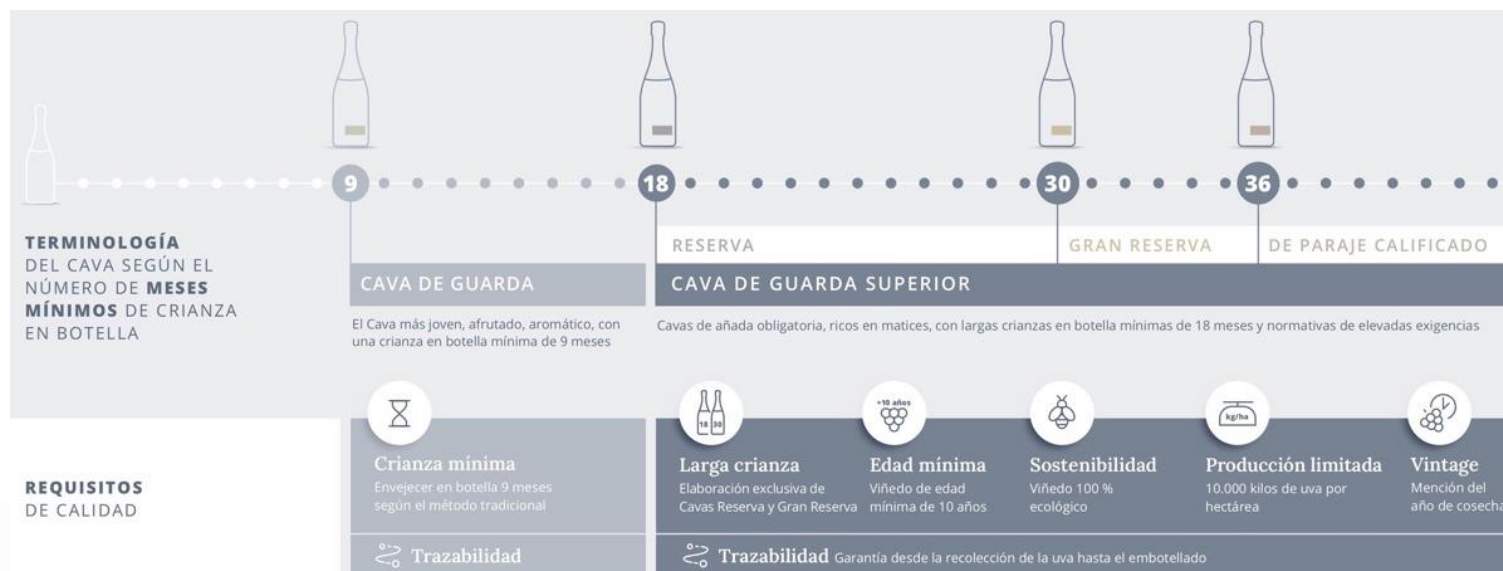 9
18
30
36
TERMINOLOGÍA
DEL CAVA SEGÚN EL
NÚMERO DE MESES
MÍNIMOS DE CRIANZA
EN BOTELLA
RESERVA
GRAN RESERVA
DE PARAJE CALIFICADO
CAVA DE GUARDA
CAVA DE GUARDA SUPERIOR
El Cava más joven, afrutado, aromático, con
una crianza en botella mínima de 9 meses
Cavas de añada obligatoria, ricos en matices, con largas crianzas en botella mínimas de 18 meses y normativas de elevadas exigencias
REQUISITOS
DE CALIDAD
Crianza mínima
Envejecer en botella 9 meses
según el método tradicional
18 30
Larga crianza
Elaboración exclusiva de
Cavas Reserva y Gran Reserva
+10 años
Edad mínima
Viñedo de edad
mínima de 10 años
Sostenibilidad
Viñedo 100 %
ecológico
kg/ha
Producción limitada
10.000 kilos de uva por
hectárea
Vintage
Mención del
año de cosecha
Trazabilidad
Trazabilidad Garantía desde la recolección de la uva hasta el embotellado